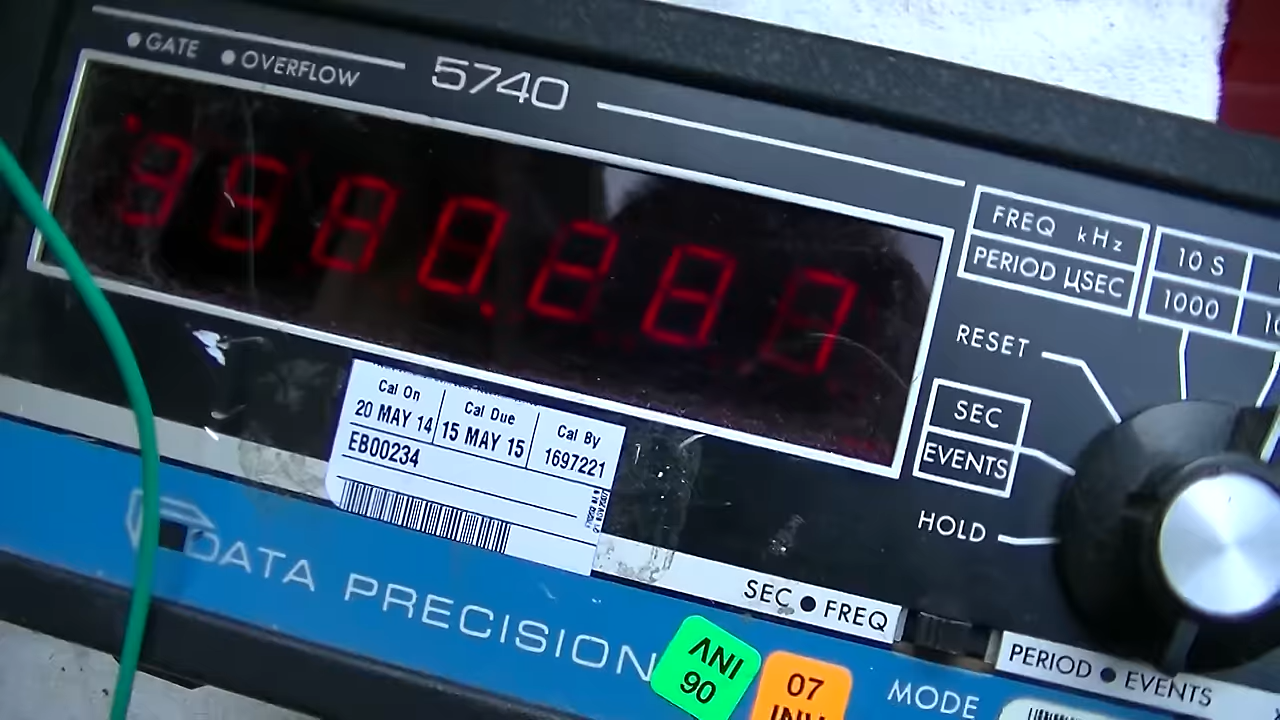 GATE OVERFLOW 5740
FREQ kHz
PERIOD µSEC
10 S
1000
RESET
SEC
EVENTS
HOLD
Cal On
20 MAY 14
Cal Due
15 MAY 15
Cal By
1697221
EB00234
DATA PRECISION
SEC ● FREQ
PERIOD ● EVENTS
MODE
ANI
90
07